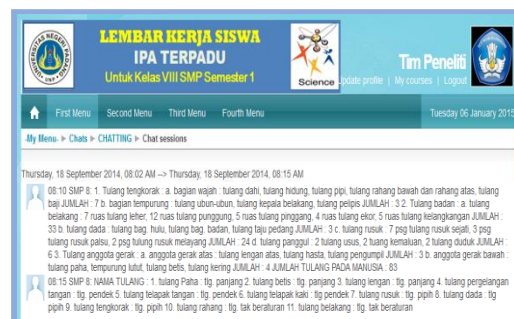 LEMBAR KERJA SISWA
IPA TERPADU
Untuk Kelas VIII SMP Semester 1
Science
Tim Peneliti
Update profile | My courses | Logout
First Menu Second Menu Third Menu Fourth Menu
Tuesday 06 January 2015
My Menu ► Chats ► CHATTING ► Chat sessions
Thursday, 18 September 2014, 08:02 AM --> Thursday, 18 September 2014, 08:15 AM
08:10 SMP 8: 1. Tulang tengkorak : a. bagian wajah : tulang dahi, tulang hidung, tulang pipi, tulang rahang bawah dan rahang atas, tulang
baji JUMLAH : 7 b. bagian tempurung : tulang ubun-ubun, tulang kepala belakang, tulang pelipis JUMLAH : 3 2. Tulang badan : a. tulang
belakang : 7 ruas tulang leher, 12 ruas tulang punggung, 5 ruas tulang pinggang, 4 ruas tulang ekor, 5 ruas tulang kelangkangan JUMLAH :
33 b. tulang dada : tulang bag. hulu, tulang bag. badan, tulang taju pedang JUMLAH : 3 c. tulang rusuk : 7 psg tulang rusuk sejati, 3 psg
tulang rusuk palsu, 2 psg tulang rusuk melayang JUMLAH : 24 d. tulang panggul : 2 tulang usus, 2 tuang kemaluan, 2 tulang duduk JUMLAH :
6 3. Tulang anggota gerak : a. anggota gerak atas : tulang lengan atas, tulang hasta, tulang pengumpil JUMLAH : 3 b. anggota gerak bawah :
tulang paha, tempurung lutut, tulang betis, tulang kering JUMLAH : 4 JUMLAH TULANG PADA MANUSIA : 83
08:15 SMP 8: NAMA TULANG : 1. tulang Paha : tlg. panjang 2. tulang betis : tlg. panjang 3. tulang lengan : tlg. panjang 4. tulang pergelangan
tangan : tlg. pendek 5. tulang telapak tangan : tlg. pendek 6. tulang telapak kaki : tlg pendek 7. tulang rusuk : tlg. pipih 8. tulang dada : tlg
pipih 9. tulang tengkorak : tlg. pipih 10. tulang rahang : tlg. tak beraturan 11. tulang belakang : tlg. tak beraturan